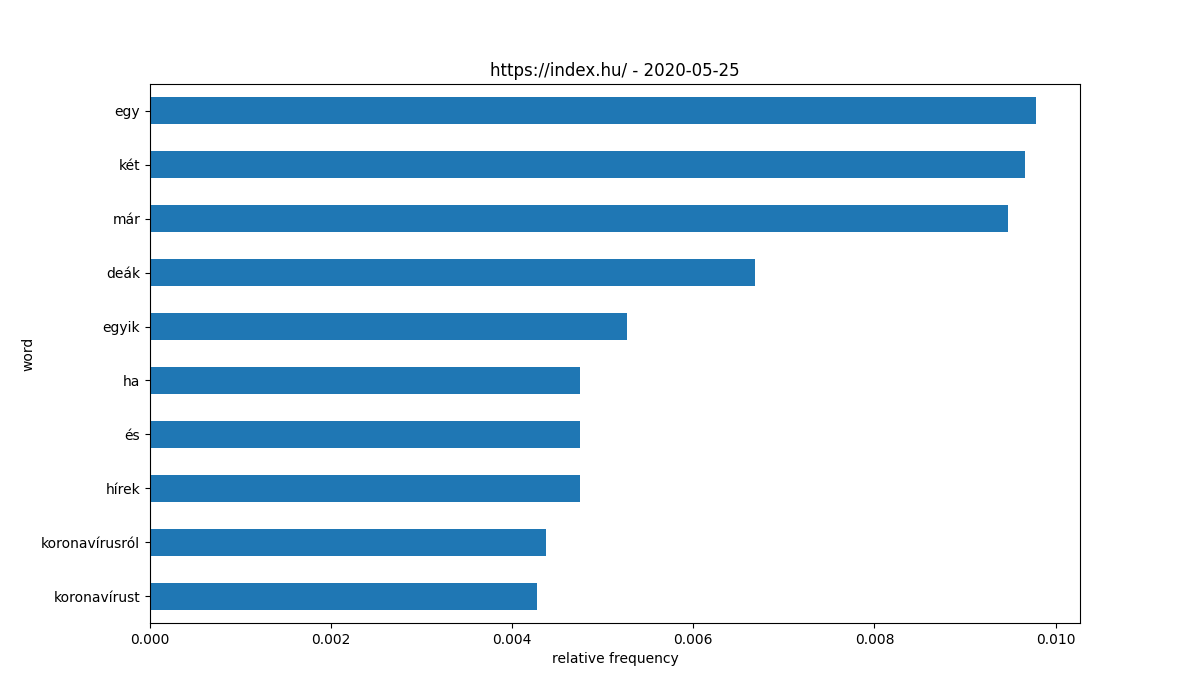 https://index.hu/ - 2020-05-25
egy
két
már
deák
egyik
ha
és
hírek
koronavírusról
koronavírust
word
0.000 0.002 0.004 0.006 0.008 0.010
relative frequency